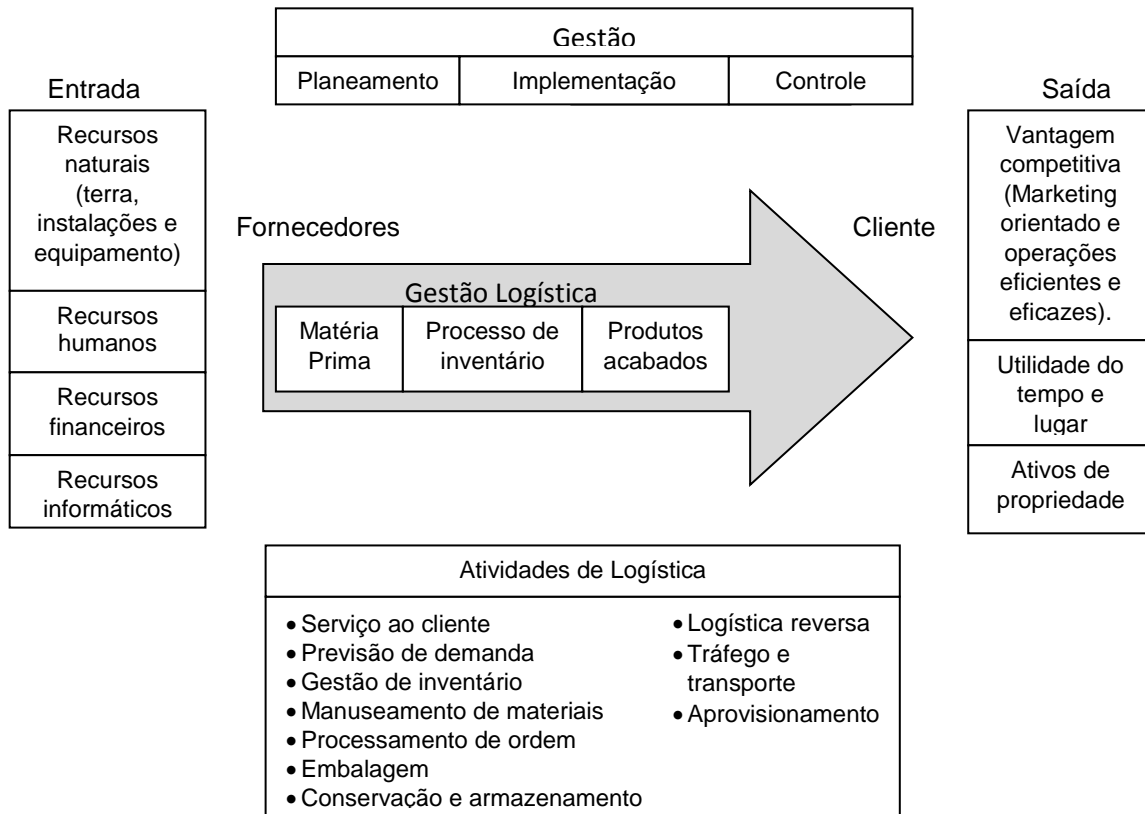 Gestão
Planeamento Implementação Controle
Entrada
Recursos
naturais
(terra,
instalações e
equipamento)
Recursos
humanos
Recursos
financeiros
Recursos
informáticos
Fornecedores
Cliente
Gestão Logística
Matéria
Prima
Processo de
inventário
Produtos
acabados
Saída
Vantagem
competitiva
(Marketing
orientado e
operações
eficientes e
eficazes).
Utilidade do
tempo e
lugar
Ativos de
propriedade
Atividades de Logística
• Serviço ao cliente
• Previsão de demanda
• Gestão de inventário
• Manuseamento de materiais
• Processamento de ordem
• Embalagem
• Conservação e armazenamento
• Logística reversa
• Tráfego e
transporte
• Aprovisionamento